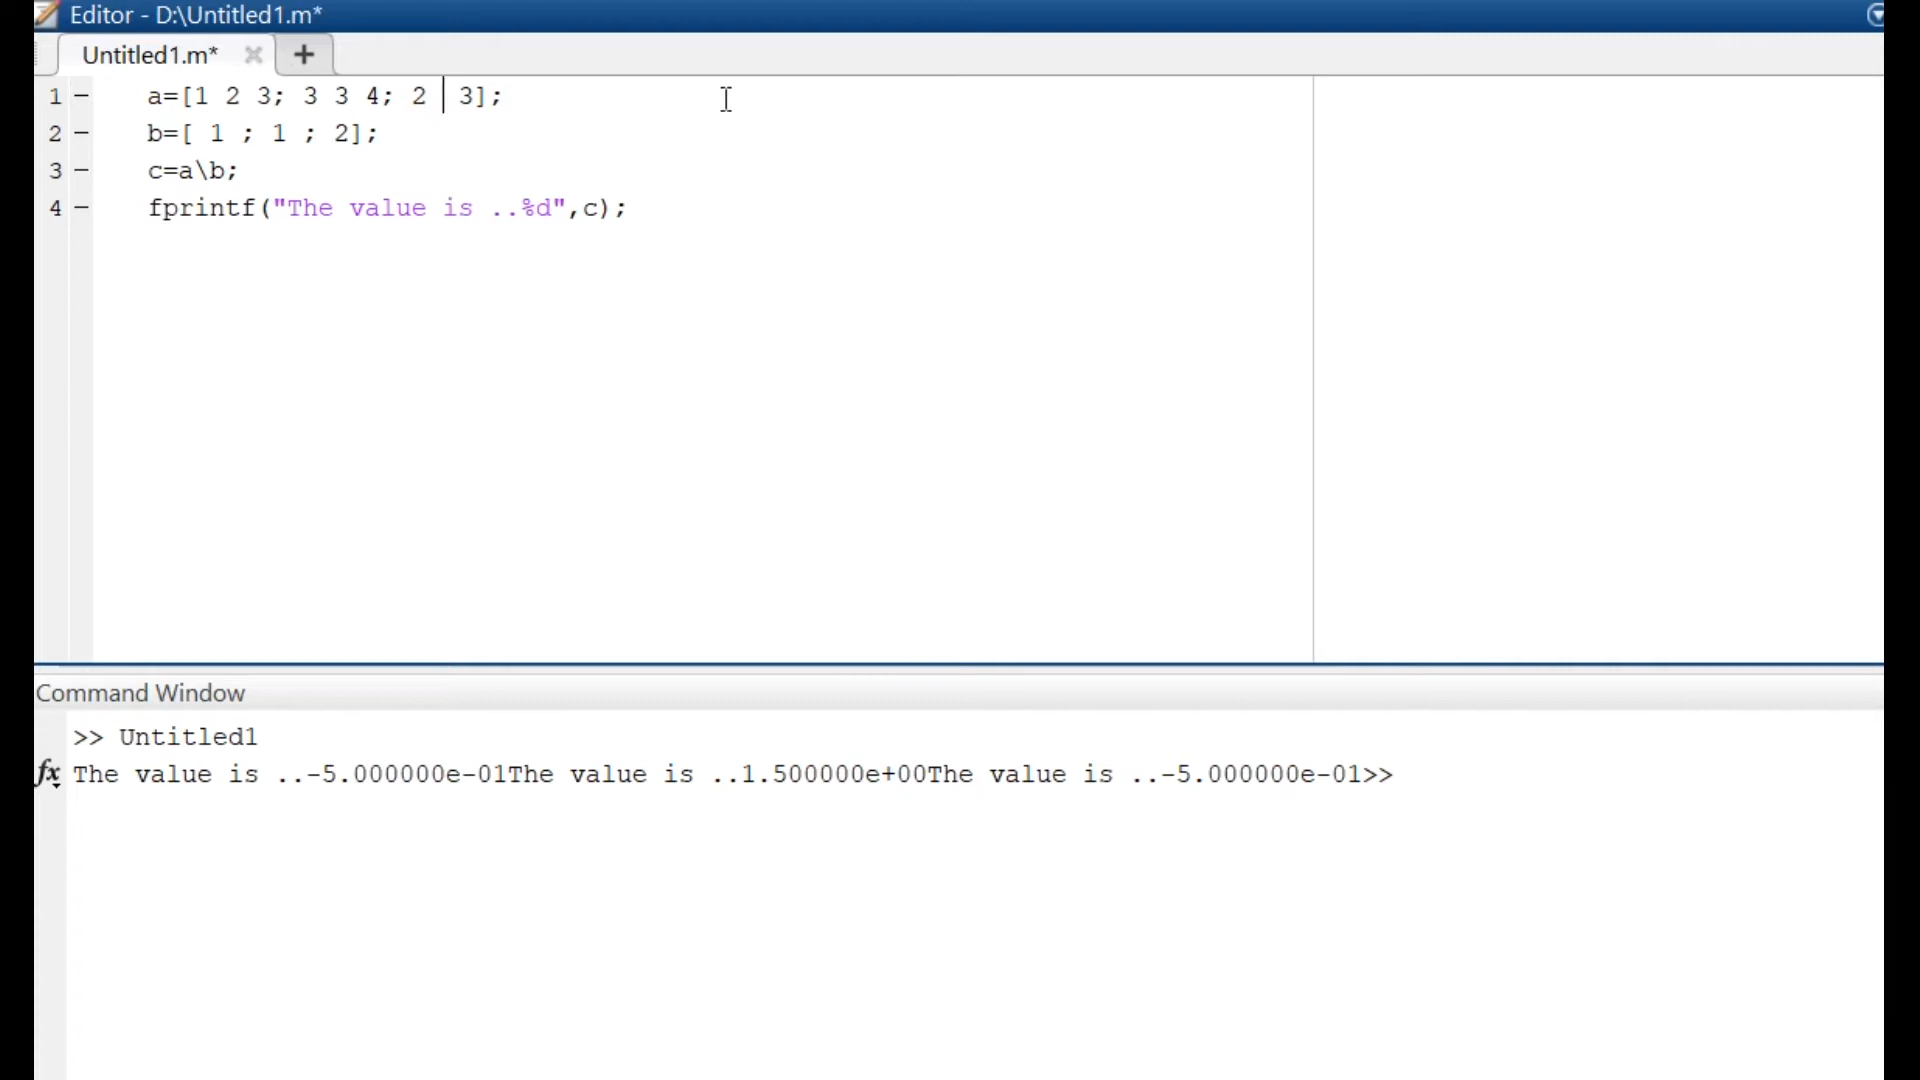 Editor - D:\Untitled1.m*
Untitled1.m*
1 - a=[1 2 3; 3 3 4; 2  3];
2 - b=[ 1 ; 1 ; 2];
3 - c=a\b;
4 - fprintf("The value is ..%d",c);
Command Window
>> Untitled1
fx The value is ..-5.000000e-01The value is ..1.500000e+00The value is ..-5.000000e-01>>